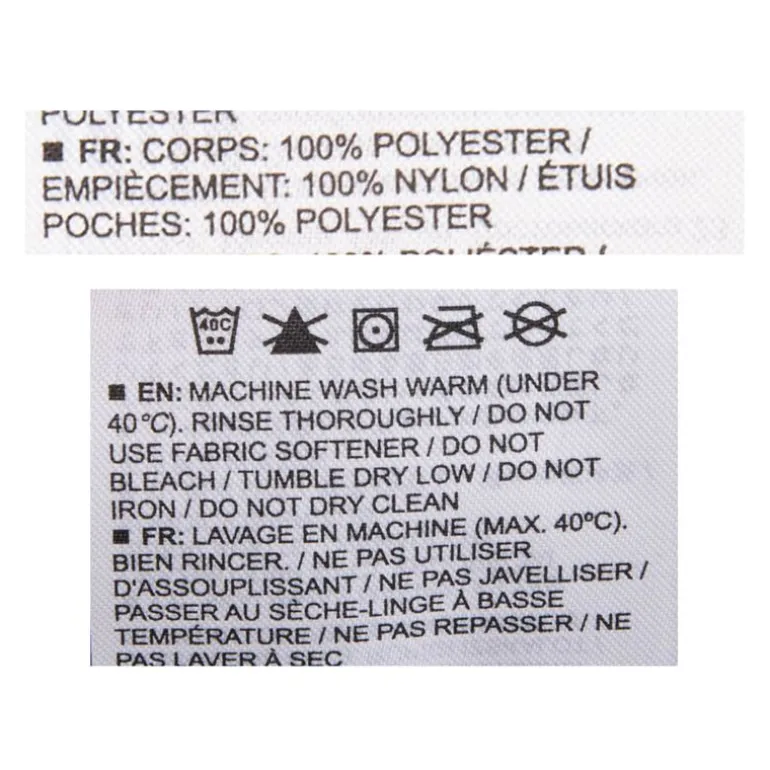 POLYESTER
■ FR: CORPS: 100% POLYESTER /
EMPIÈCEMENT: 100% NYLON / ÉTUIS
POCHES: 100% POLYESTER
100% POLIÉSTER /
40C
■ EN: MACHINE WASH WARM (UNDER
40°C). RINSE THOROUGHLY / DO NOT
USE FABRIC SOFTENER / DO NOT
BLEACH / TUMBLE DRY LOW / DO NOT
IRON / DO NOT DRY CLEAN
■ FR: LAVAGE EN MACHINE (MAX. 40ºC).
BIEN RINCER. / NE PAS UTILISER
D'ASSOUPLISSANT / NE PAS JAVELLISER /
PASSER AU SÈCHE-LINGE À BASSE
TEMPÉRATURE / NE PAS REPASSER / NE
PAS LAVER À SEC